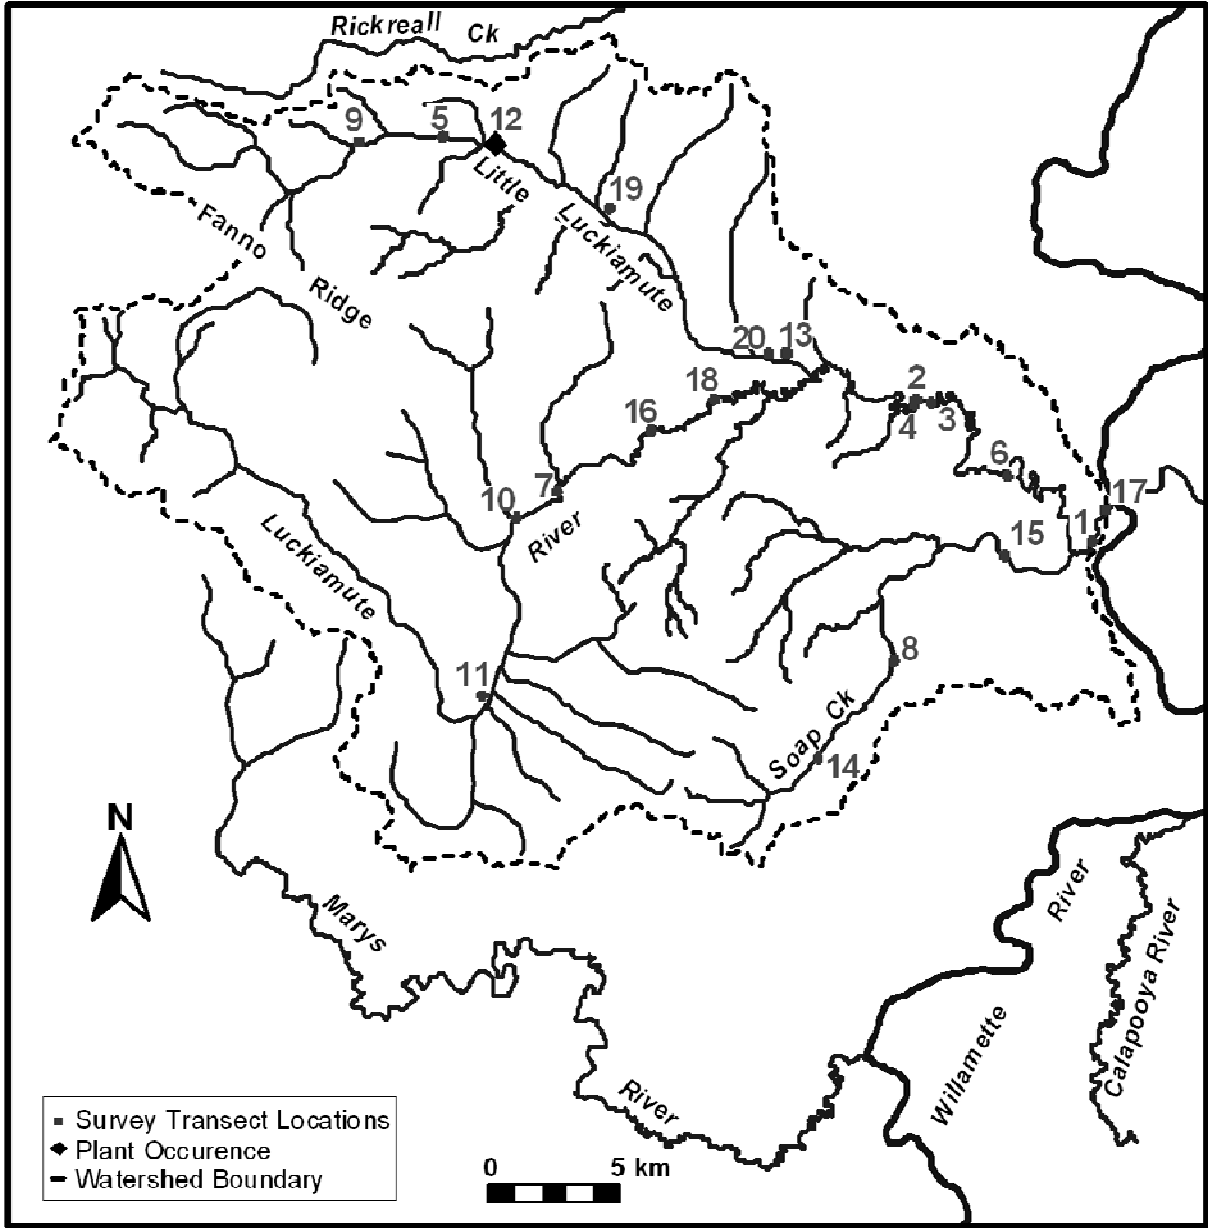 Rickreall Ck
9
5
12
Little
19
Luckiamute
Fanno
Ridge
20
13
18
2
16
4
3
6
7
10
17
River
Luckiamute
15
1
11
8
Soap Ck
14
N
Marys
River
River
Calapooya River
Willamette
Survey Transect Locations
Plant Occurence
Watershed Boundary
0
5 km